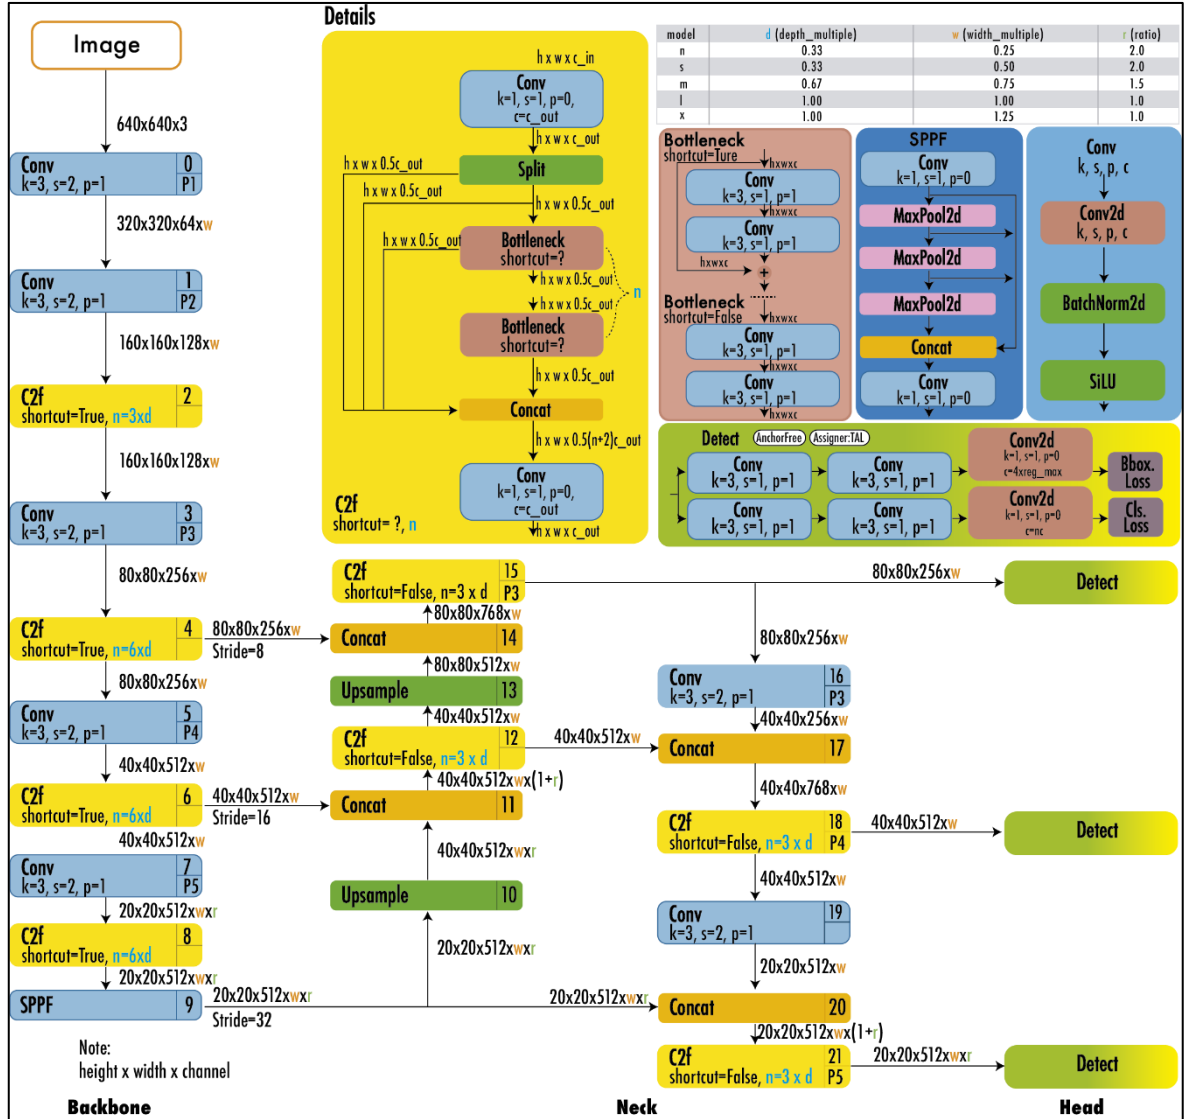 Image
640x640x3
Conv
k=3, s=2, p=1
0
P1
320x320x64xw
Conv
k=3, s=2, p=1
1
P2
160x160x128xw
C2f
shortcut=True, n=3xd
2
160x160x128xw
Conv
k=3, s=2, p=1
3
P3
80x80x256xw
C2f
shortcut=True, n=6xd
4
80x80x256xw
Stride=8
80x80x256xw
Conv
k=3, s=2, p=1
5
P4
40x40x512xw
C2f
shortcut=True, n=6xd
6
40x40x512xw
Stride=16
40x40x512xw
Conv
k=3, s=2, p=1
7
P5
20x20x512xwxr
C2f
shortcut=True, n=6xd
8
20x20x512xwxr
SPPF
9
20x20x512xwxr
Stride=32
Note:
height x width x channel
Backbone
Details
h x w x c_in
Conv
k=1, s=1, p=0,
c=c_out
h x w x c_out
Split
h x w x 0.5c_out
h x w x 0.5c_out
h x w x 0.5c_out
h x w x 0.5c_out
Bottleneck
shortcut=?
h x w x 0.5c_out
n
h x w x 0.5c_out
Bottleneck
shortcut=?
h x w x 0.5c_out
Concat
h x w x 0.5(n+2)c_out
Conv
k=1, s=1, p=0,
c=c_out
h x w x c_out
C2f
shortcut= ?, n
model d (depth_multiple) w (width_multiple) r (ratio)
n 0.33 0.25 2.0
s 0.33 0.50 2.0
m 0.67 0.75 1.5
l 1.00 1.00 1.0
x 1.00 1.25 1.0
Bottleneck
shortcut=Ture
hxwxc
Conv
k=3, s=1, p=1
hxwxc
Conv
k=3, s=1, p=1
hxwxc
+
Bottleneck
shortcut=False
hxwxc
Conv
k=3, s=1, p=1
hxwxc
Conv
k=3, s=1, p=1
hxwxc
SPPF
Conv
k=1, s=1, p=0
MaxPool2d
MaxPool2d
MaxPool2d
Concat
Conv
k=1, s=1, p=0
Conv
k, s, p, c
Conv2d
k, s, p, c
BatchNorm2d
SiLU
Detect
AnchorFree
Assigner:TAL
Conv
k=3, s=1, p=1
Conv
k=3, s=1, p=1
Conv2d
k=1, s=1, p=0
c=4xreg_max
Bbox.
Loss
Conv
k=3, s=1, p=1
Conv
k=3, s=1, p=1
Conv2d
k=1, s=1, p=0
c=nc
Cls.
Loss
C2f
shortcut=False, n=3 x d
15
P3
80x80x256xw
Detect
80x80x768xw
Concat
14
80x80x512xw
Upsample
13
40x40x512xw
C2f
shortcut=False, n=3 x d
12
40x40x512xw
40x40x512xwx(1+r)
Concat
11
40x40x512xwxr
Upsample
10
20x20x512xwxr
80x80x256xw
Conv
k=3, s=2, p=1
16
P3
40x40x256xw
Concat
17
40x40x768xw
C2f
shortcut=False, n=3 x d
18
P4
40x40x512xw
Detect
40x40x512xw
Conv
k=3, s=2, p=1
19
20x20x512xw
20x20x512xwxr
Concat
20
20x20x512xwx(1+r)
C2f
shortcut=False, n=3 x d
21
P5
20x20x512xwxr
Detect
Neck
Head